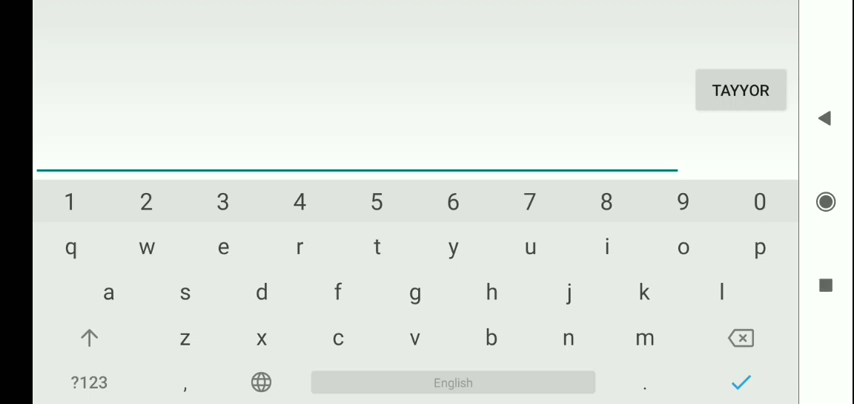 TAYYOR
1 2 3 4 5 6 7 8 9 0
q w e r t y u i o p
a s d f g h j k l
z x c v b n m
?123 , English .